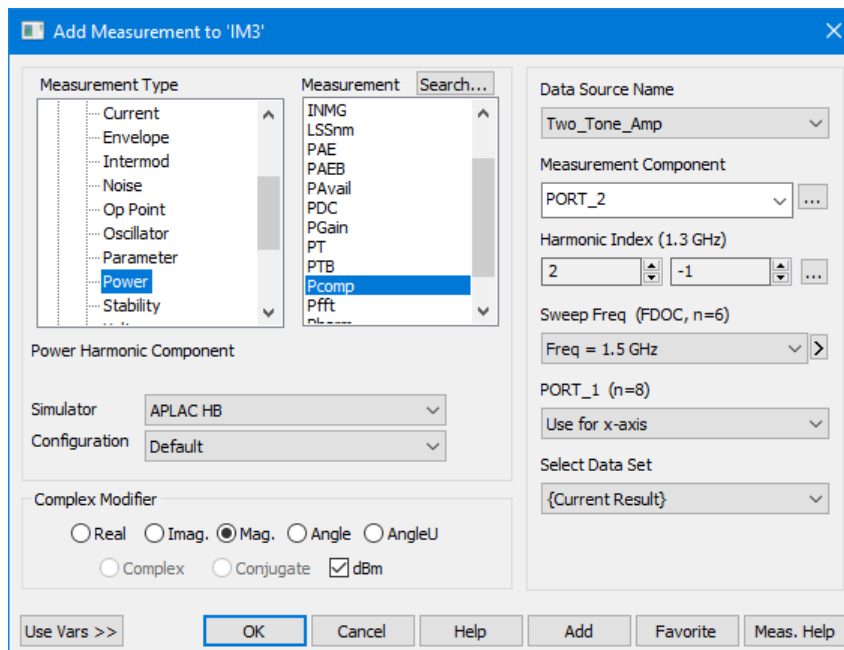 Add Measurement to 'IM3'
Measurement Type
Current
Envelope
Intermod
Noise
Op Point
Oscillator
Parameter
Power
Stability
Measurement
Search...
INMG
LSSnm
PAE
PAEB
PAvail
PDC
PGain
PT
PTB
Pcomp
Pfft
Power Harmonic Component
Simulator
APLAC HB
Configuration
Default
Complex Modifier
Real
Imag.
Mag.
Angle
AngleU
Complex
Conjugate
dBm
Data Source Name
Two_Tone_Amp
Measurement Component
PORT_2
...
Harmonic Index (1.3 GHz)
2
-1
...
Sweep Freq (FDOC, n=6)
Freq = 1.5 GHz
>
PORT_1 (n=8)
Use for x-axis
Select Data Set
{Current Result}
Use Vars >>
OK
Cancel
Help
Add
Favorite
Meas. Help